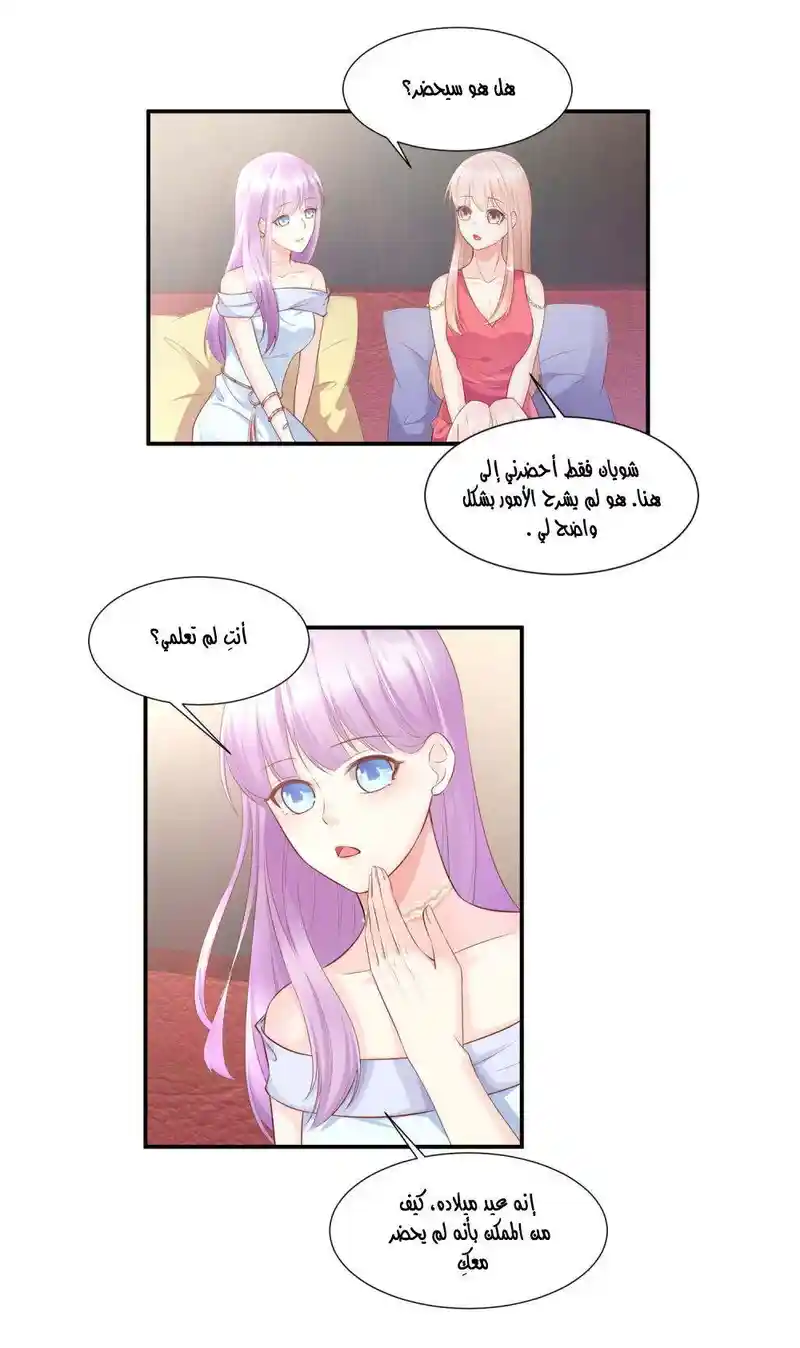 هل هو سيحضر؟
شويان فقط أحضرني إلى
هنا. هو لم يشرح الأمور بشكل
واضح لي .
أنتِ لم تعلمي؟
إنه عيد ميلاده، كيف
من الممكن بأنه لم يحضر
معكِ